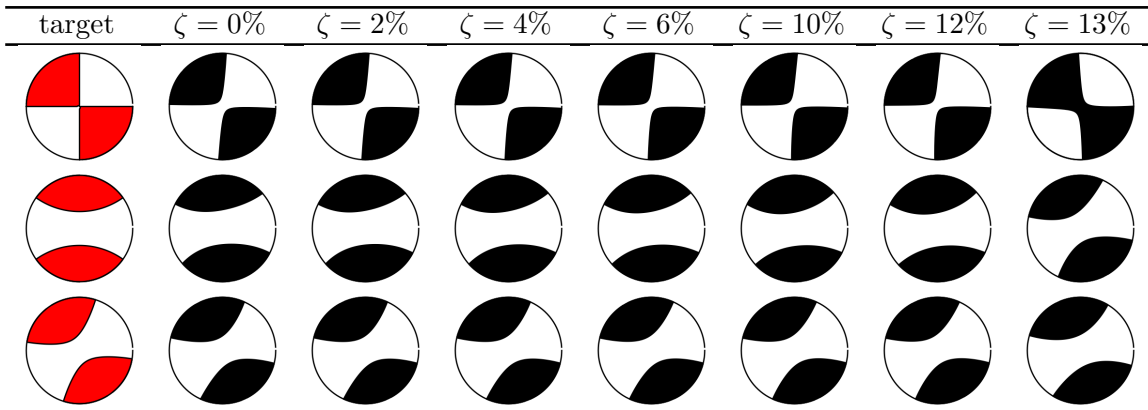 target ζ = 0% ζ = 2% ζ = 4% ζ = 6% ζ = 10% ζ = 12% ζ = 13%